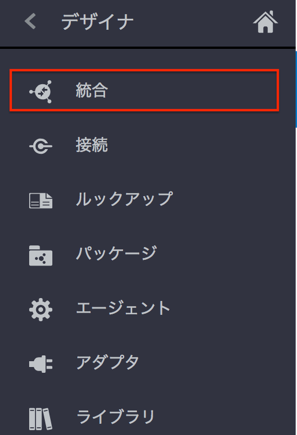 デザイナ
統合
接続
ルックアップ
パッケージ
エージェント
アダプタ
ライブラリ